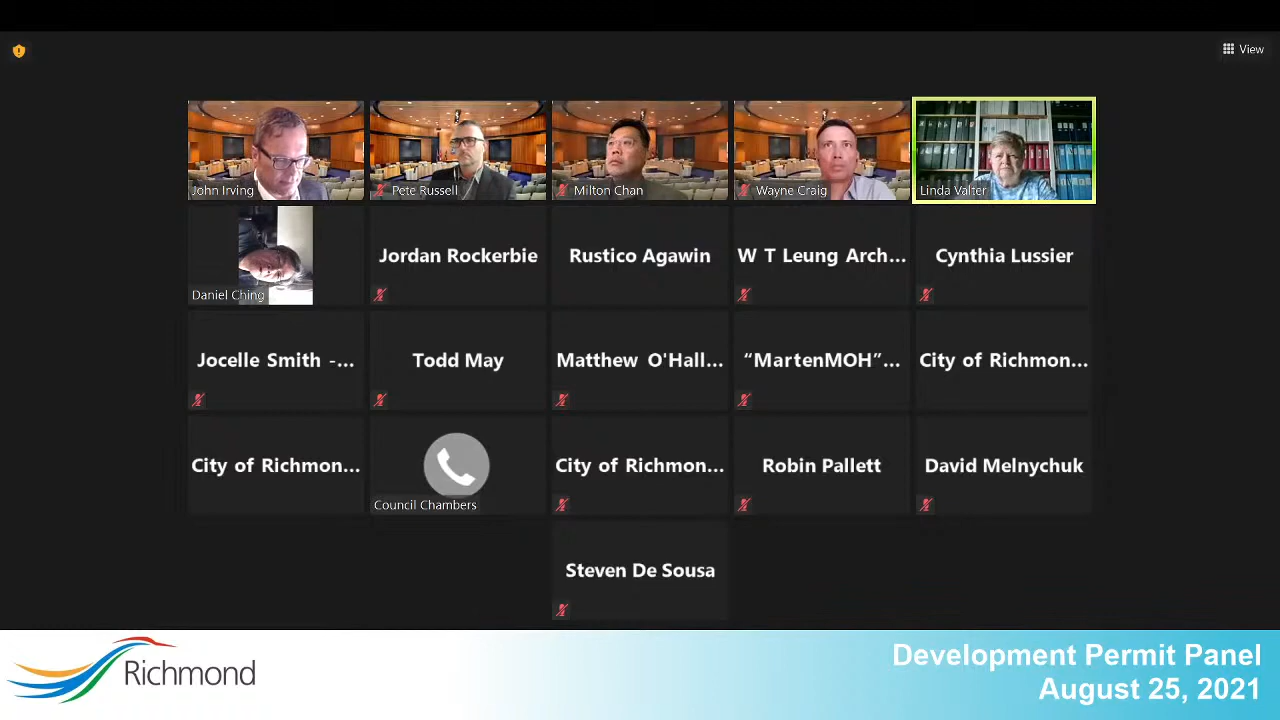 View
John Irving
Pete Russell
Milton Chan
Wayne Craig
Linda Valter
Daniel Ching
Jordan Rockerbie
Rustico Agawin
W T Leung Arch...
Cynthia Lussier
Jocelle Smith -...
Todd May
Matthew O'Hall...
“MartenMOH”...
City of Richmon...
City of Richmon...
Council Chambers
City of Richmon...
Robin Pallett
David Melnychuk
Steven De Sousa
Richmond
Development Permit Panel
August 25, 2021